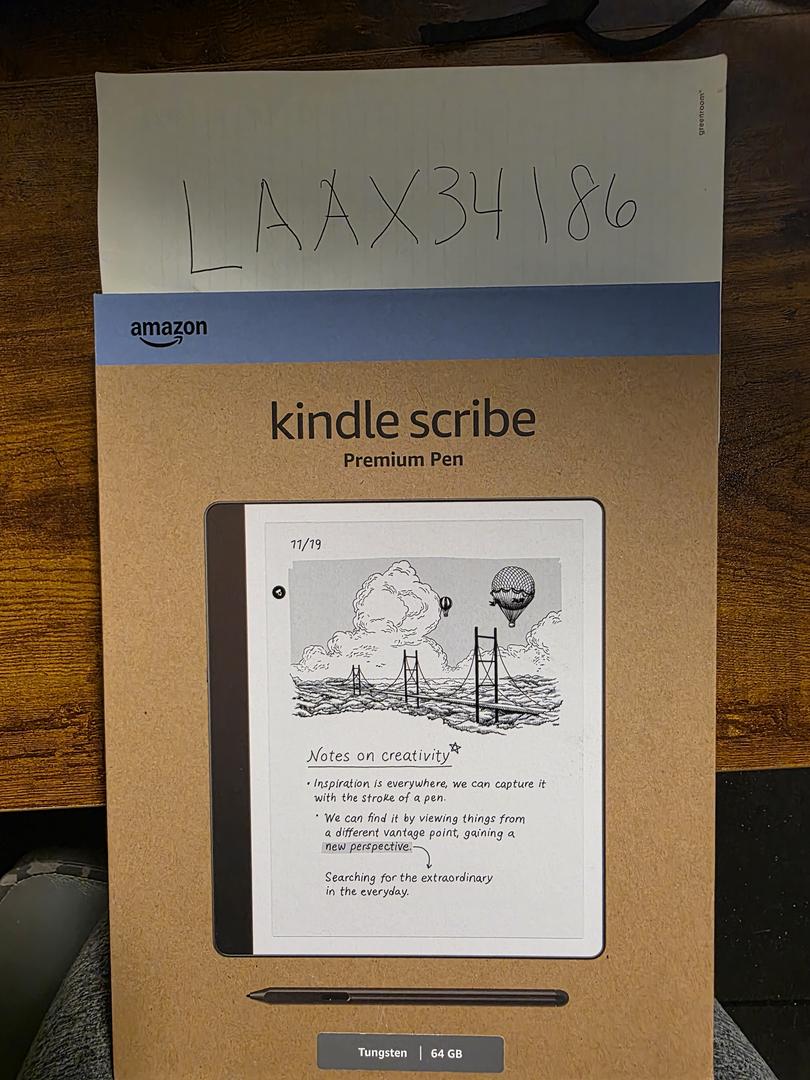 greenroom™
LAAX34186
amazon
kindle scribe
Premium Pen
11/19
Notes on creativity
• Inspiration is everywhere, we can capture it
with the stroke of a pen.
• We can find it by viewing things from
a different vantage point, gaining a
new perspective.
Searching for the extraordinary
in the everyday.
Tungsten | 64 GB